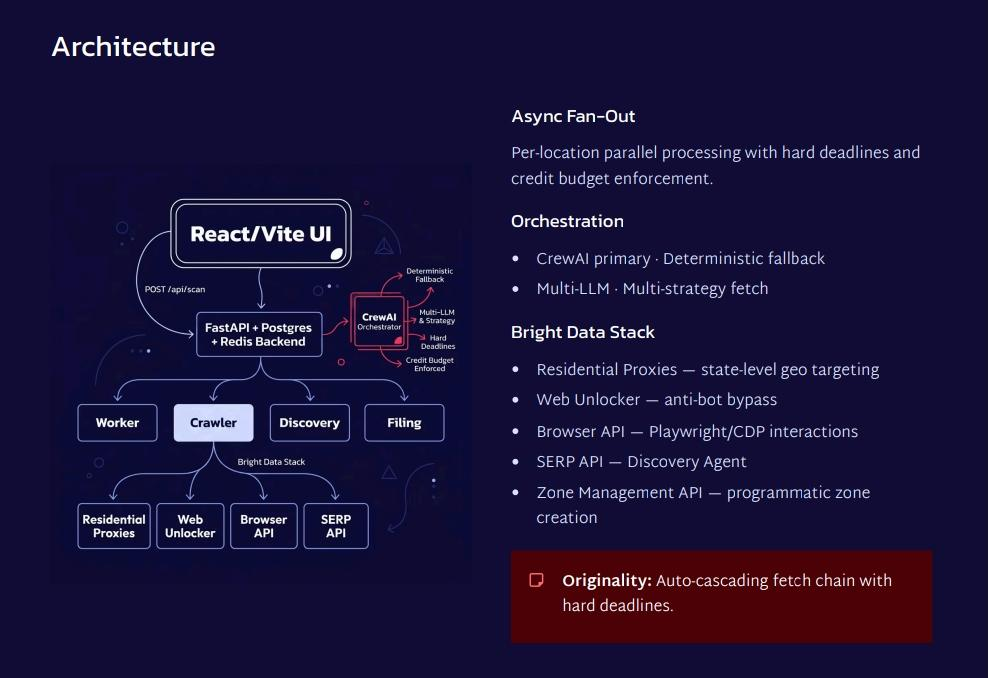 Architecture
React/Vite UI
POST /api/scan
FastAPI + Postgres
+ Redis Backend
CrewAI
Orchestrator
Deterministic
Fallback
Multi-LLM
& Strategy
Hard
Deadlines
Credit Budget
Enforced
Worker
Crawler
Discovery
Filing
Bright Data Stack
Residential
Proxies
Web
Unlocker
Browser
API
SERP
API
Async Fan-Out
Per-location parallel processing with hard deadlines and
credit budget enforcement.
Orchestration
• CrewAI primary · Deterministic fallback
• Multi-LLM · Multi-strategy fetch
Bright Data Stack
• Residential Proxies — state-level geo targeting
• Web Unlocker — anti-bot bypass
• Browser API — Playwright/CDP interactions
• SERP API — Discovery Agent
• Zone Management API — programmatic zone
creation
Originality: Auto-cascading fetch chain with
hard deadlines.